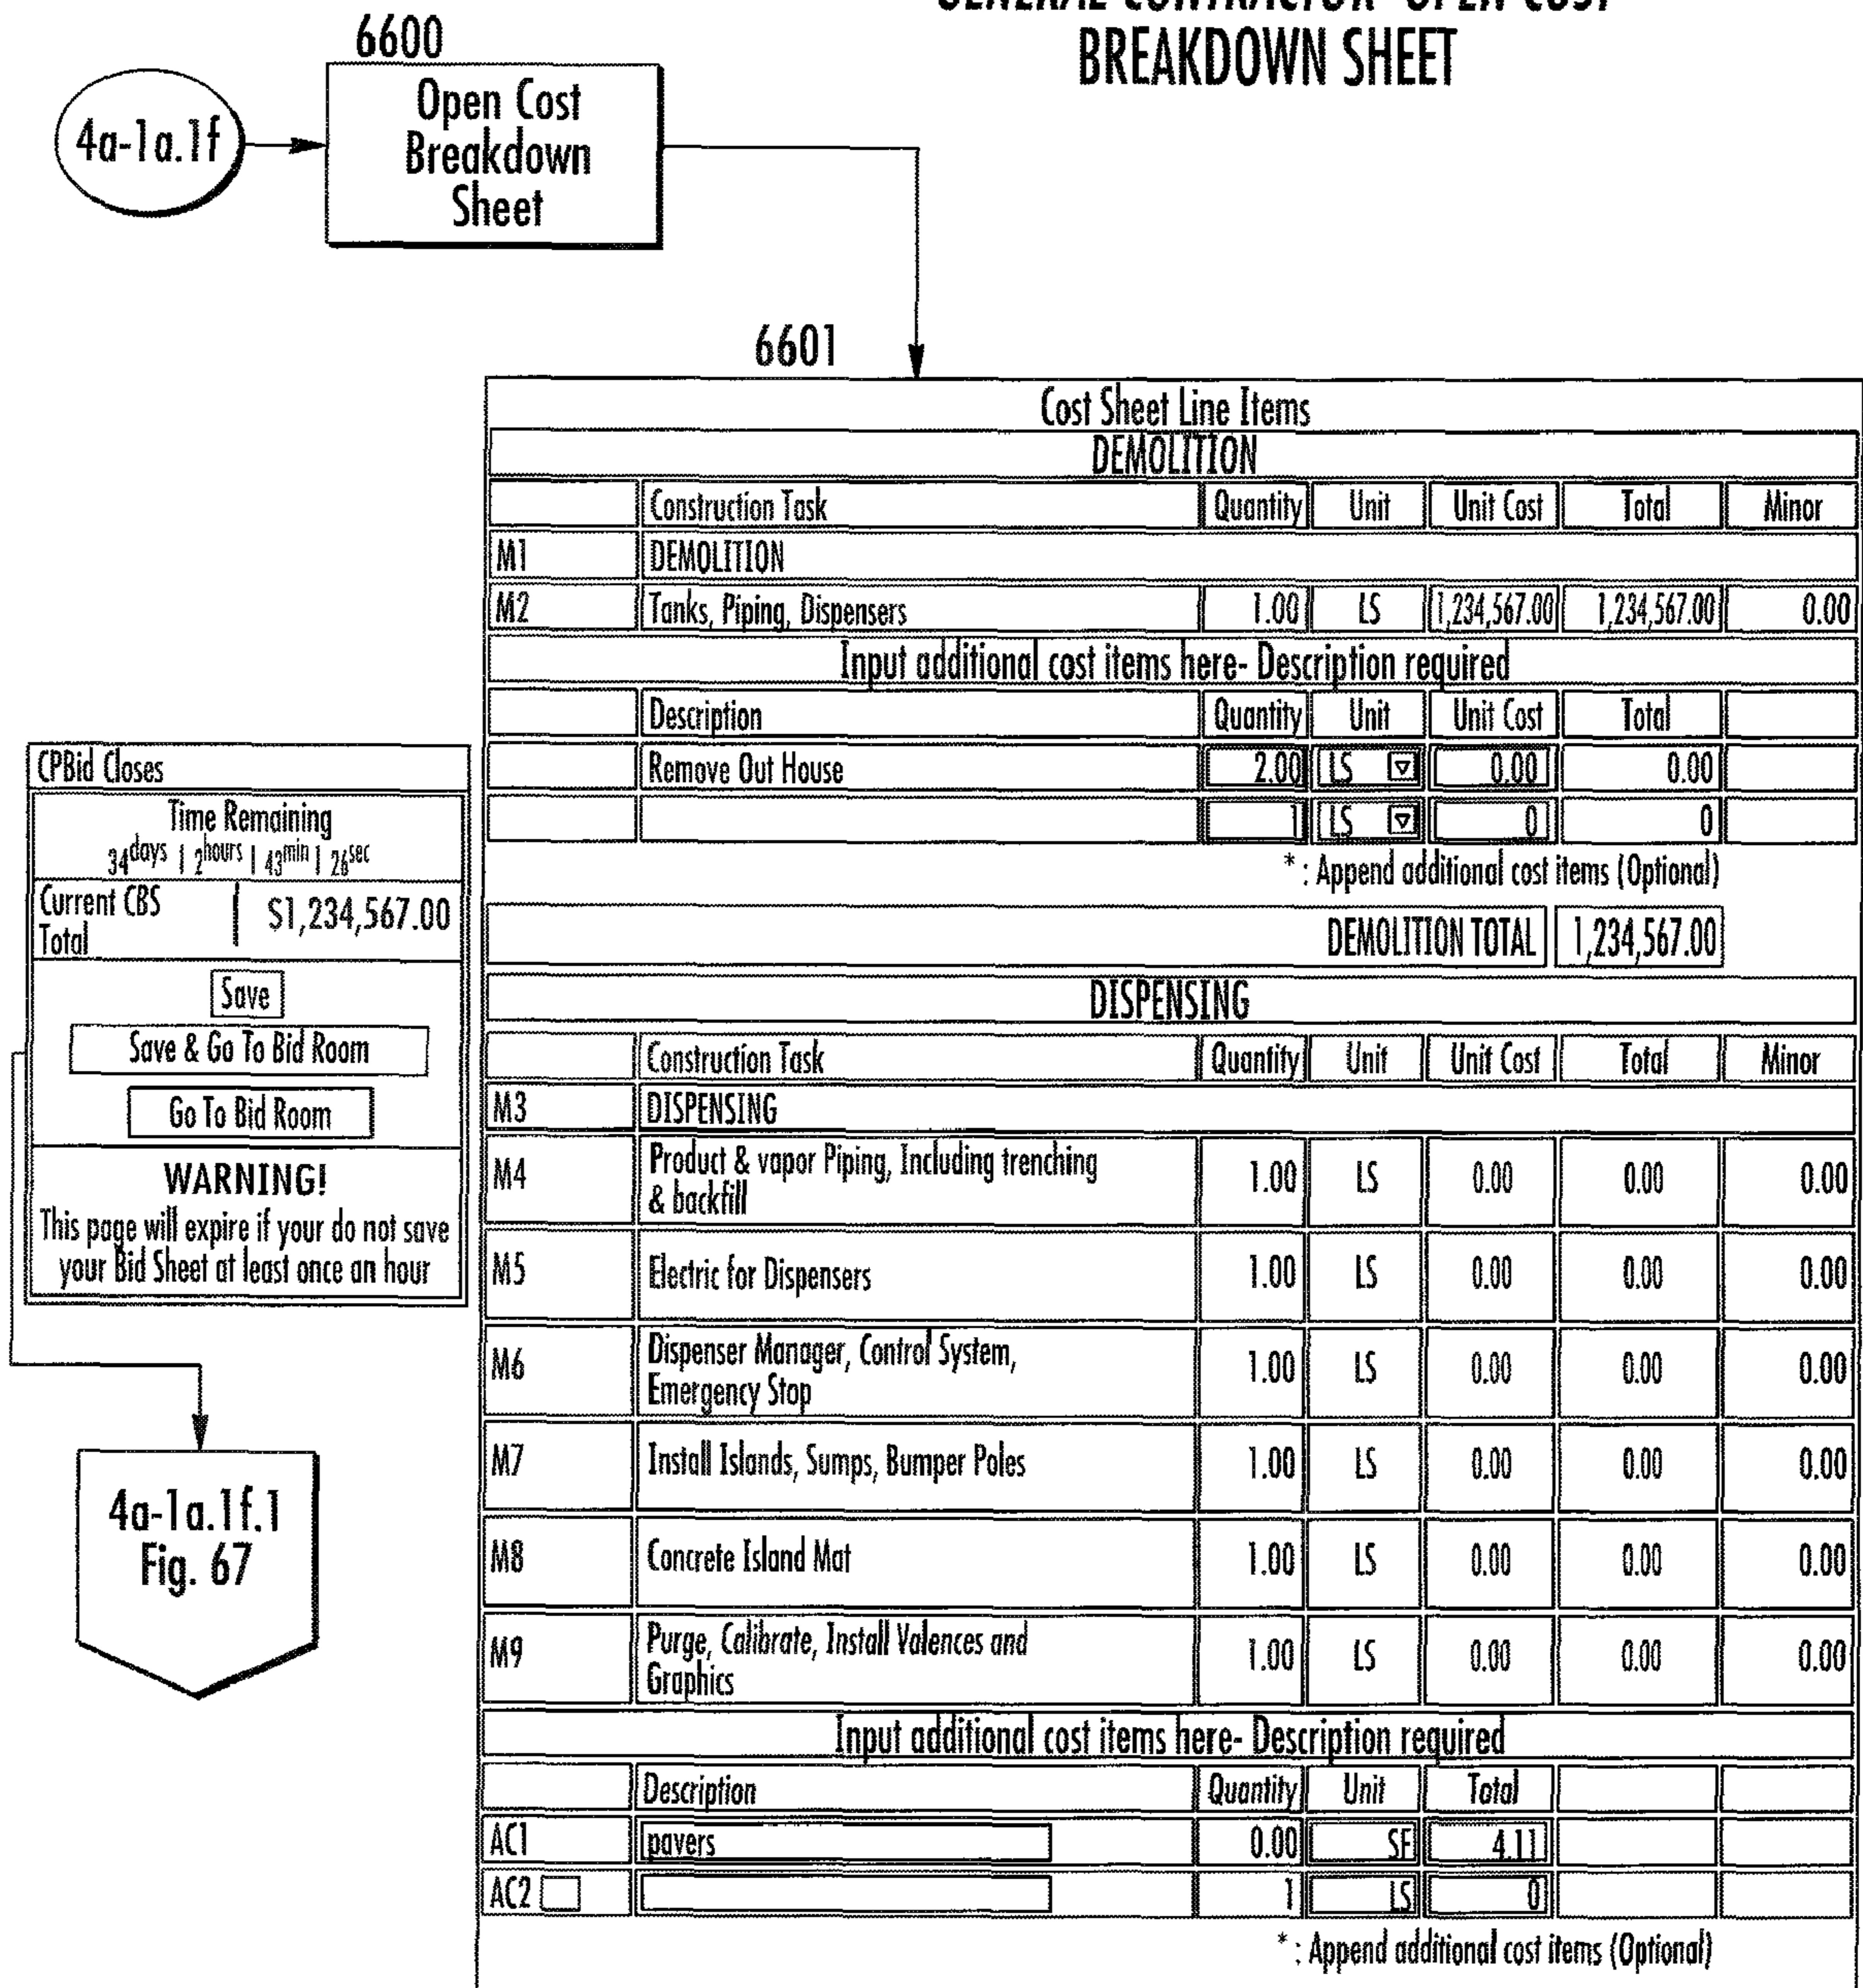 GENERAL CONTRACTOR- OPEN COST
BREAKDOWN SHEET
6600
4a-1a.1f
Open Cost
Breakdown
Sheet
6601
Cost Sheet Line Items
DEMOLITION
Construction Task Quantity Unit Unit Cost Total Minor
M1 DEMOLITION
M2 Tanks, Piping, Dispensers 1.00 LS 1,234,567.00 1,234,567.00 0.00
Input additional cost items here- Description required
Description Quantity Unit Unit Cost Total
Remove Out House 2.00 LS 0.00 0.00
1 LS 0 0
* : Append additional cost items (Optional)
DEMOLITION TOTAL 1,234,567.00
DISPENSING
Construction Task Quantity Unit Unit Cost Total Minor
M3 DISPENSING
M4 Product & vapor Piping, Including trenching
& backfill 1.00 LS 0.00 0.00 0.00
M5 Electric for Dispensers 1.00 LS 0.00 0.00 0.00
M6 Dispenser Manager, Control System,
Emergency Stop 1.00 LS 0.00 0.00 0.00
M7 Install Islands, Sumps, Bumper Poles 1.00 LS 0.00 0.00 0.00
M8 Concrete Island Mat 1.00 LS 0.00 0.00 0.00
M9 Purge, Calibrate, Install Valences and
Graphics 1.00 LS 0.00 0.00 0.00
Input additional cost items here- Description required
Description Quantity Unit Total
AC1 pavers 0.00 SF 4.11
AC2 1 LS 0
* : Append additional cost items (Optional)
CPBid Closes
Time Remaining
34days | 2hours | 43min | 26sec
Current CBS
Total $1,234,567.00
Save
Save & Go To Bid Room
Go To Bid Room
WARNING!
This page will expire if your do not save
your Bid Sheet at least once an hour
4a-1a.1f.1
Fig. 67